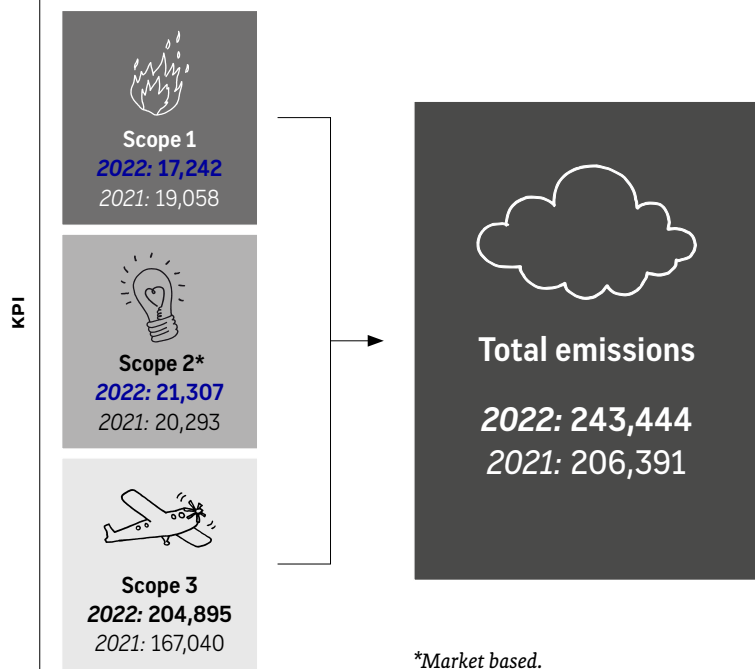 KPI
Scope 1
2022: 17,242
2021: 19,058
Scope 2*
2022: 21,307
2021: 20,293
Scope 3
2022: 204,895
2021: 167,040
Total emissions
2022: 243,444
2021: 206,391
*Market based.